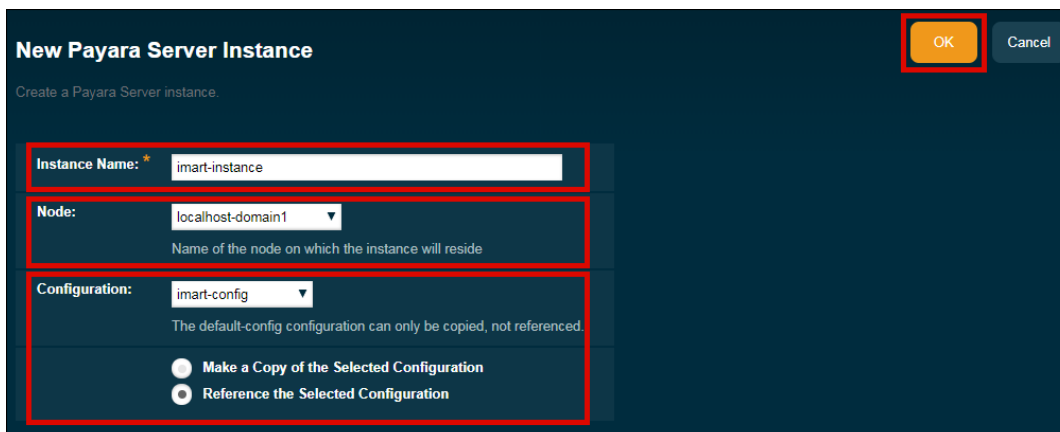 New Payara Server Instance
OK
Cancel
Create a Payara Server instance.
Instance Name: *
imart-instance
Node:
localhost-domain1
Name of the node on which the instance will reside
Configuration:
imart-config
The default-config configuration can only be copied, not referenced.
Make a Copy of the Selected Configuration
Reference the Selected Configuration